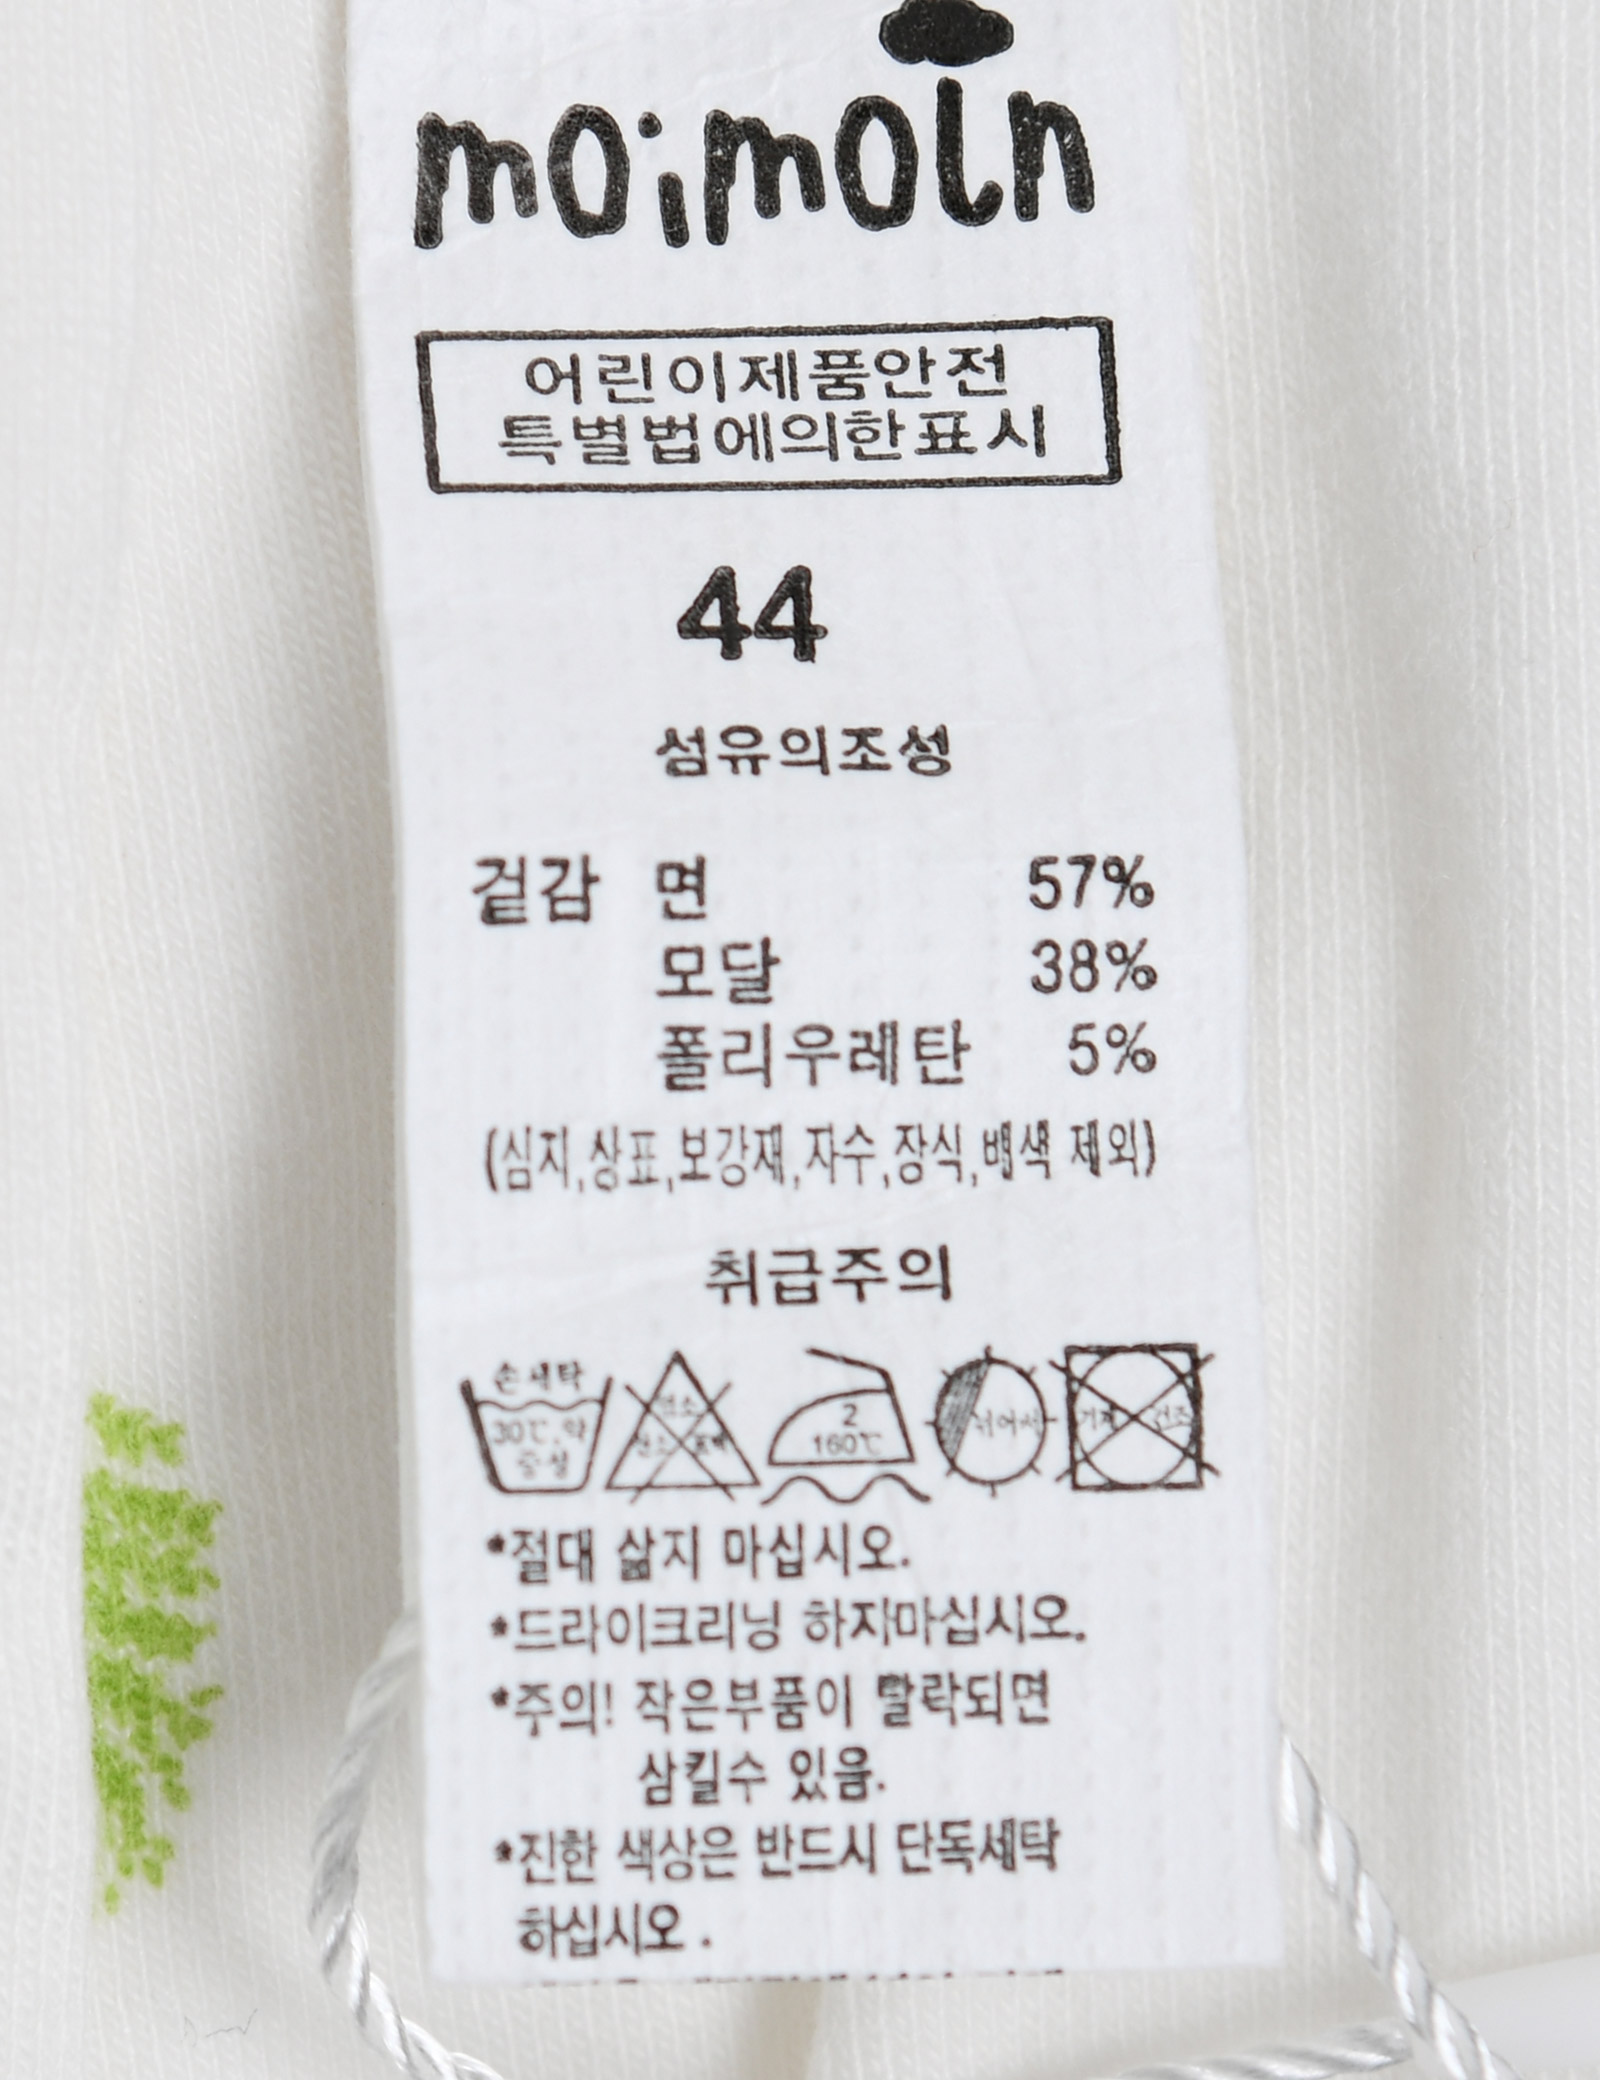 moimoln
어린이제품안전
특별법에의한표시
44
섬유의조성
겉감 면 57%
모달 38%
폴리우레탄 5%
(심지,상표,보강재,자수,장식,배색 제외)
취급주의
손세탁
30℃.약
중성
염소
산소 표백
2
160℃
뉘어서
기계 건조
*절대 삶지 마십시오.
*드라이크리닝 하지마십시오.
*주의! 작은부품이 탈락되면
삼킬수 있음.
*진한 색상은 반드시 단독세탁
하십시오 .